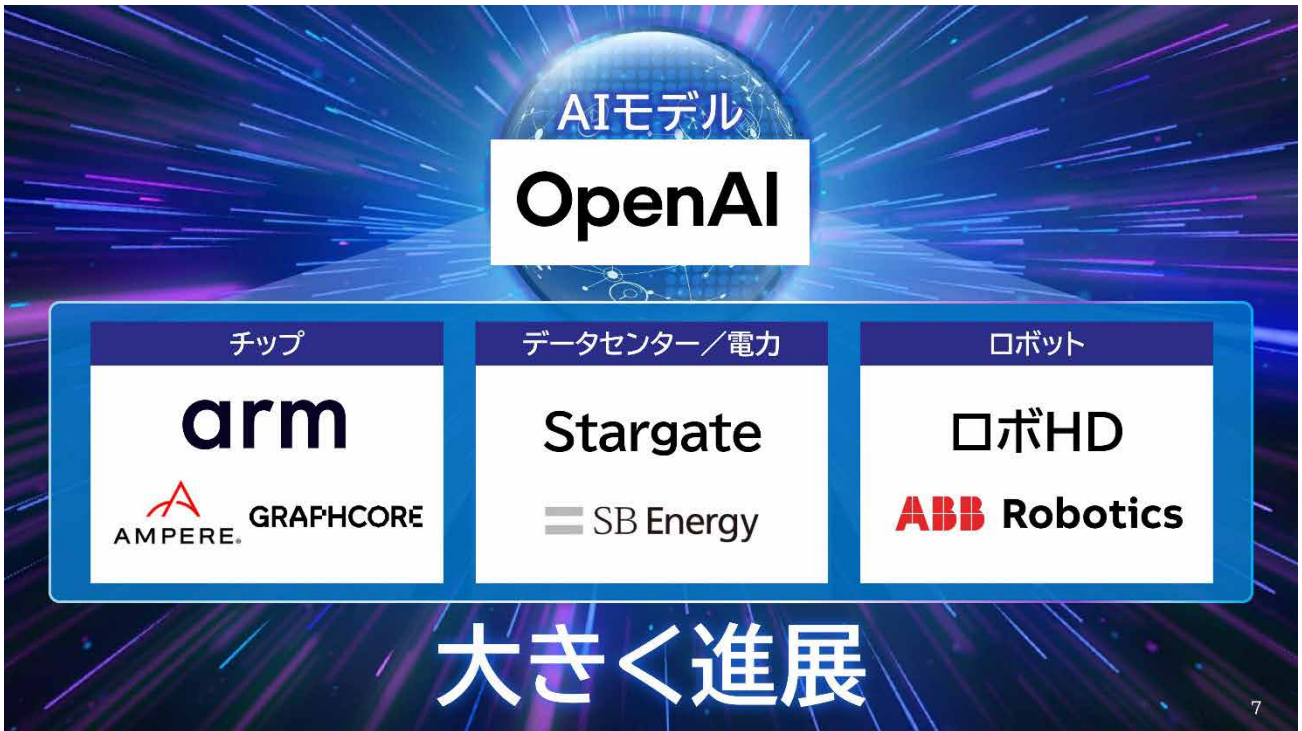 AIモデル
OpenAI
チップ
データセンター／電力
ロボット
arm
AMPERE.
GRAPHCORE
Stargate
SB Energy
ロボHD
ABB Robotics
大きく進展
7